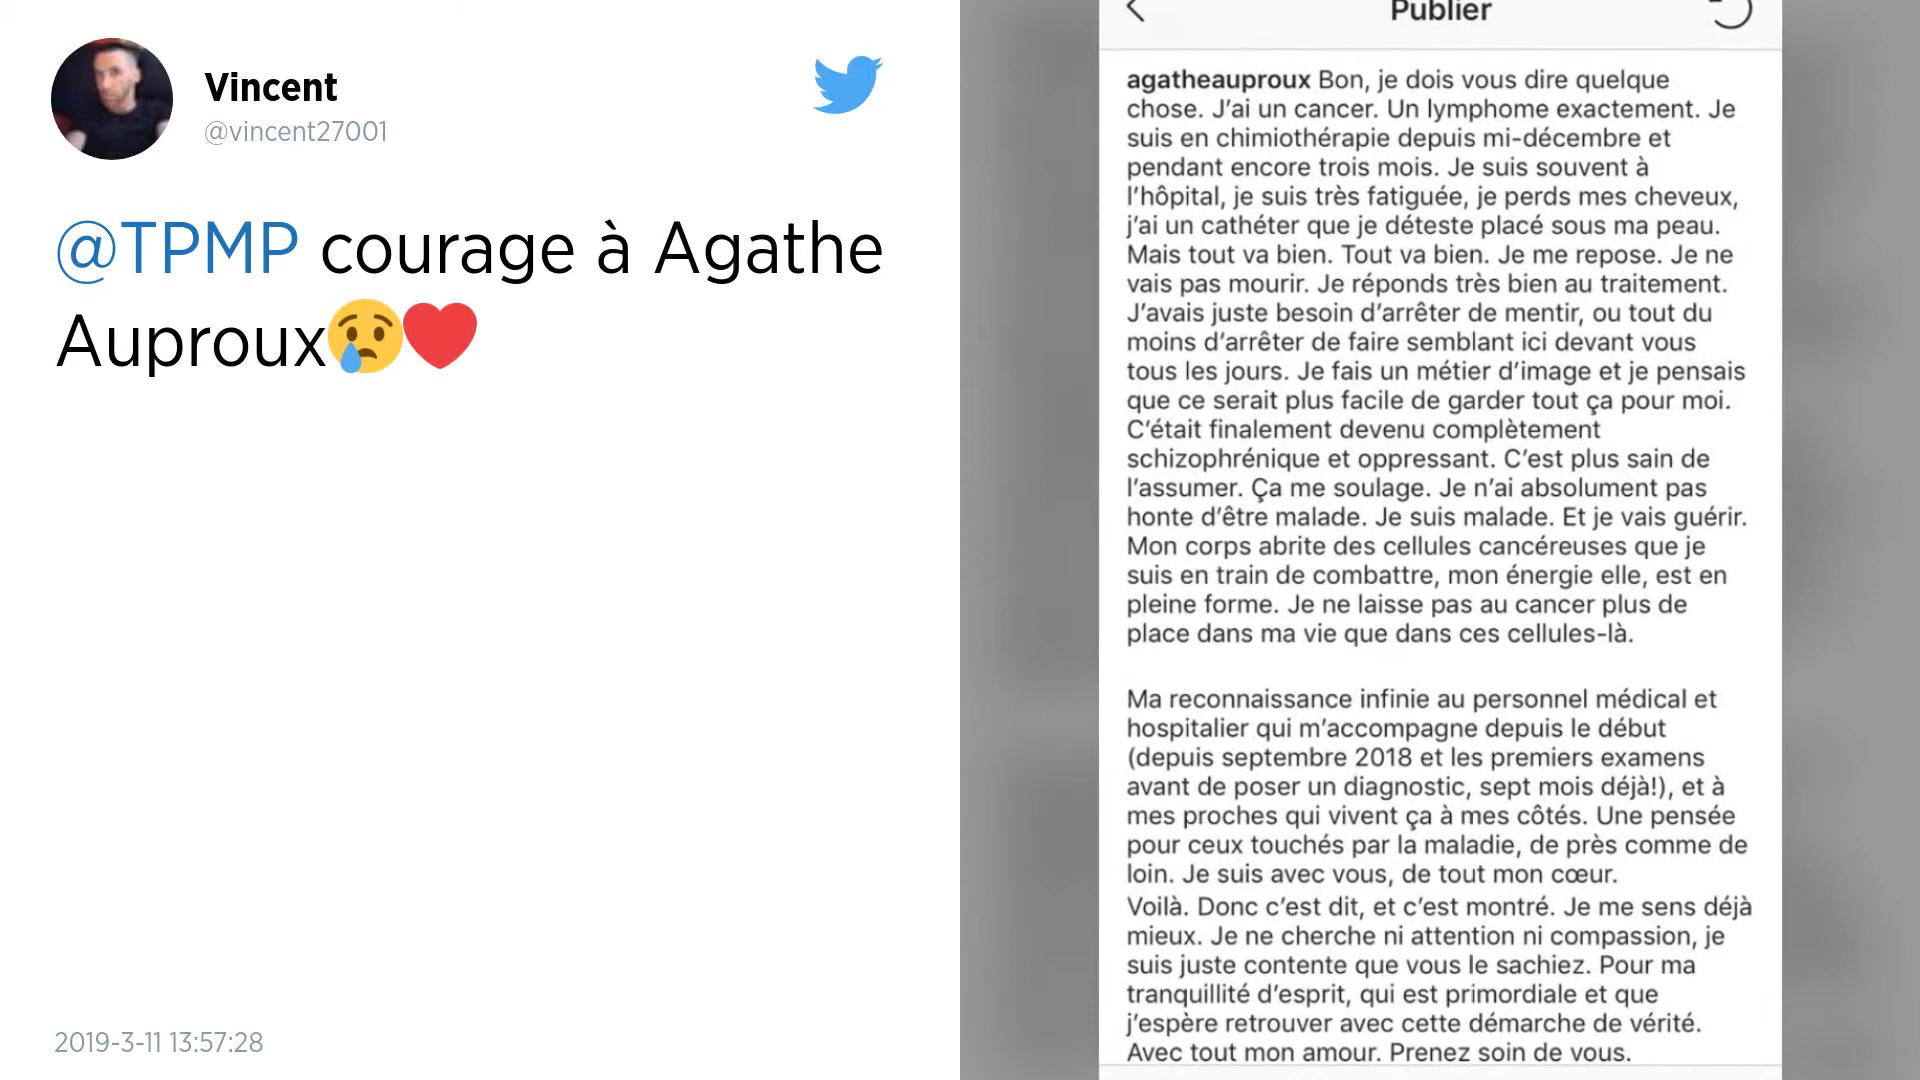 Vincent
@vincent27001
@TPMP courage à Agathe
Auproux😢❤️
2019-3-11 13:57:28
Publier
agatheauproux Bon, je dois vous dire quelque
chose. J’ai un cancer. Un lymphome exactement. Je
suis en chimiothérapie depuis mi-décembre et
pendant encore trois mois. Je suis souvent à
l’hôpital, je suis très fatiguée, je perds mes cheveux,
j’ai un cathéter que je déteste placé sous ma peau.
Mais tout va bien. Tout va bien. Je me repose. Je ne
vais pas mourir. Je réponds très bien au traitement.
J’avais juste besoin d’arrêter de mentir, ou tout du
moins d’arrêter de faire semblant ici devant vous
tous les jours. Je fais un métier d’image et je pensais
que ce serait plus facile de garder tout ça pour moi.
C’était finalement devenu complètement
schizophrénique et oppressant. C’est plus sain de
l’assumer. Ça me soulage. Je n’ai absolument pas
honte d’être malade. Je suis malade. Et je vais guérir.
Mon corps abrite des cellules cancéreuses que je
suis en train de combattre, mon énergie elle, est en
pleine forme. Je ne laisse pas au cancer plus de
place dans ma vie que dans ces cellules-là.
Ma reconnaissance infinie au personnel médical et
hospitalier qui m’accompagne depuis le début
(depuis septembre 2018 et les premiers examens
avant de poser un diagnostic, sept mois déjà!), et à
mes proches qui vivent ça à mes côtés. Une pensée
pour ceux touchés par la maladie, de près comme de
loin. Je suis avec vous, de tout mon cœur.
Voilà. Donc c’est dit, et c’est montré. Je me sens déjà
mieux. Je ne cherche ni attention ni compassion, je
suis juste contente que vous le sachiez. Pour ma
tranquillité d’esprit, qui est primordiale et que
j’espère retrouver avec cette démarche de vérité.
Avec tout mon amour. Prenez soin de vous.